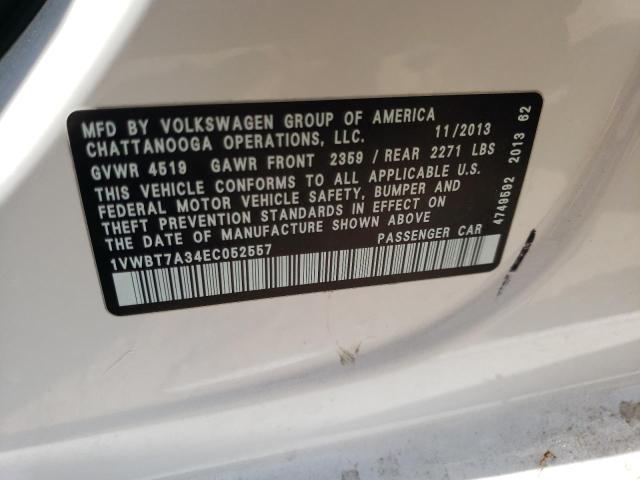 MFD BY VOLKSWAGEN GROUP OF AMERICA
CHATTANOOGA OPERATIONS, LLC. 11/2013
GVWR 4519 GAWR FRONT 2359 / REAR 2271 LBS
THIS VEHICLE CONFORMS TO ALL APPLICABLE U.S.
FEDERAL MOTOR VEHICLE SAFETY, BUMPER AND
THEFT PREVENTION STANDARDS IN EFFECT ON
THE DATE OF MANUFACTURE SHOWN ABOVE
1VWBT7A34EC052557 PASSENGER CAR
4749592 2013 62